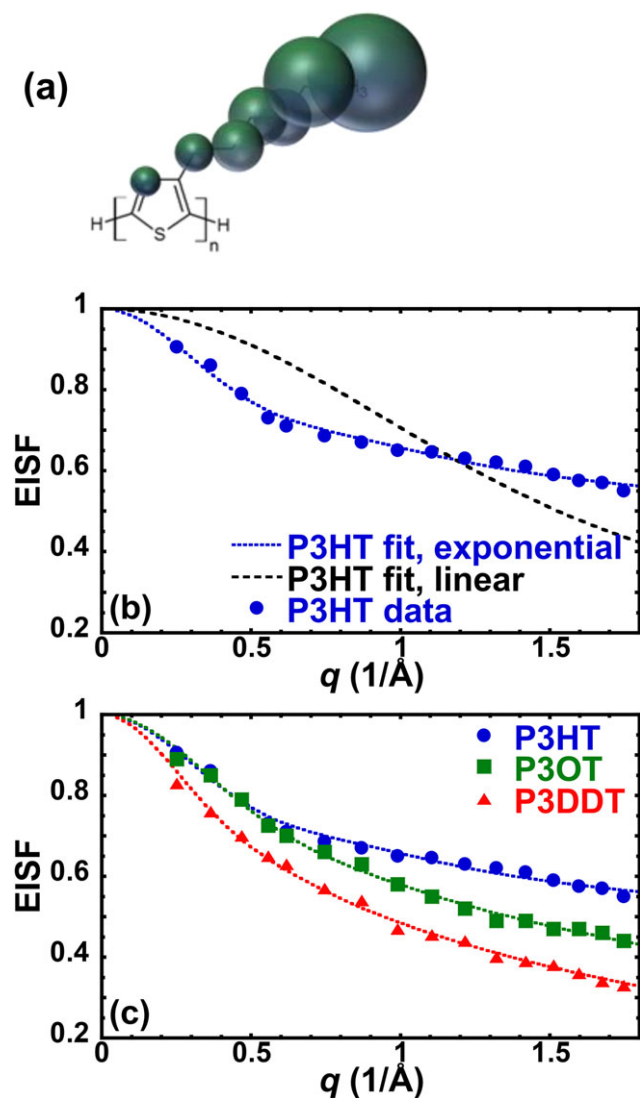 (a)
H₃
H
S
n
H
1
0.8
0.6
0.4
0.2
EISF
P3HT fit, exponential
P3HT fit, linear
P3HT data
(b)
0
0.5
1
1.5
q (1/Å)
1
0.8
0.6
0.4
0.2
EISF
P3HT
P3OT
P3DDT
(c)
0
0.5
1
1.5
q (1/Å)